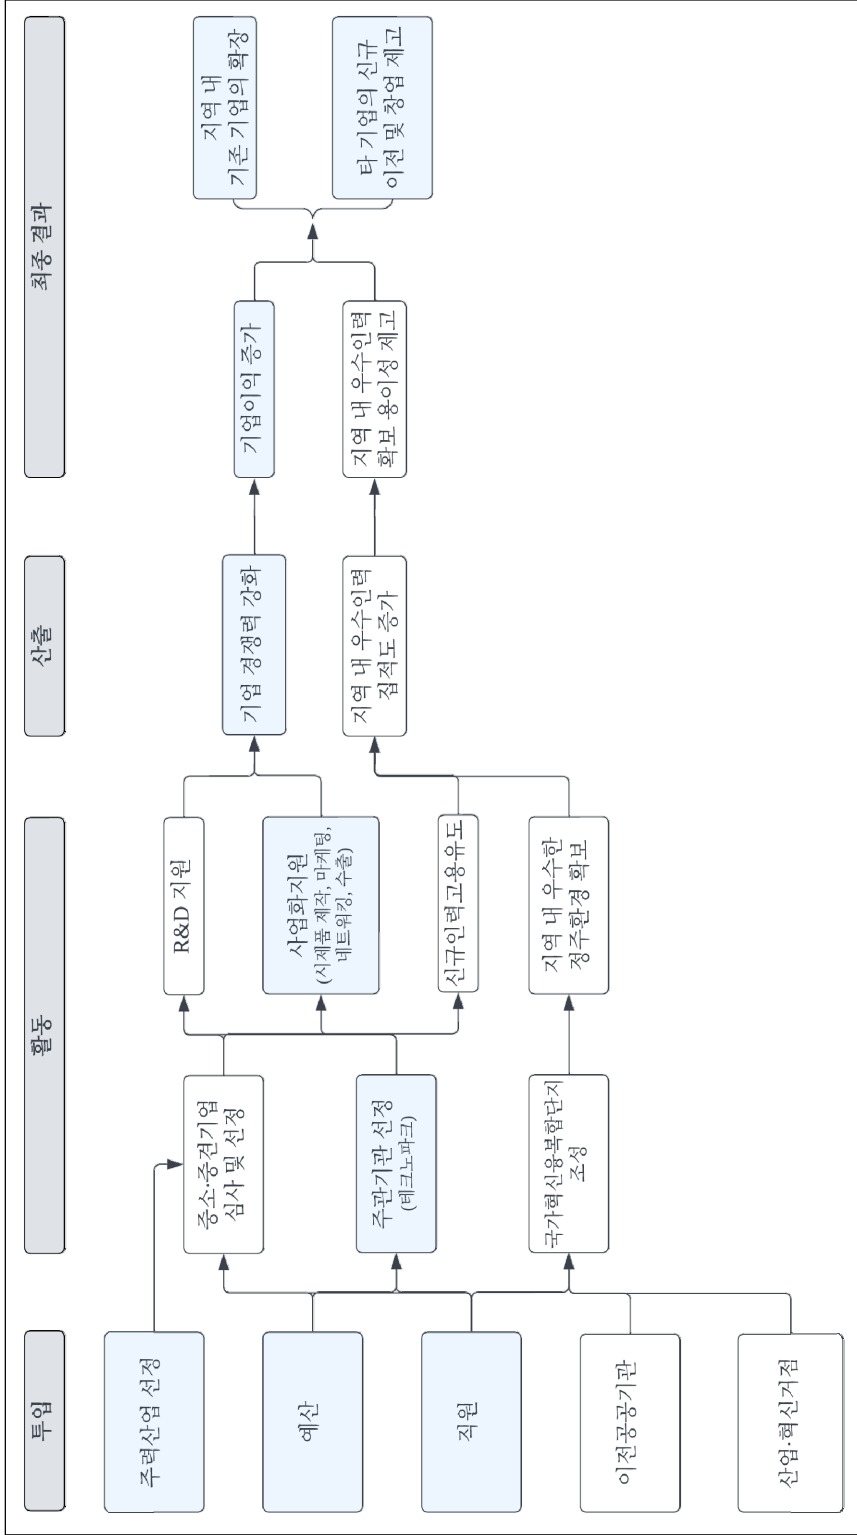 투입
활동
산출
최종 결과
주력산업 선정
예산
직원
이전공공기관
산업·혁신거점
중소·중견기업
심사 및 선정
주관기관 선정
(테크노파크)
국가혁신융복합단지
조성
R&D 지원
사업화지원
(시제품 제작, 마케팅,
네트워킹, 수출)
신규인력고용유도
지역 내 우수한
정주환경 확보
기업 경쟁력 강화
지역 내 우수인력
집적도 증가
기업이익 증가
지역 내 우수인력
확보 용이성 제고
지역 내
기존 기업의 확장
타 기업의 신규
이전 및 창업 제고